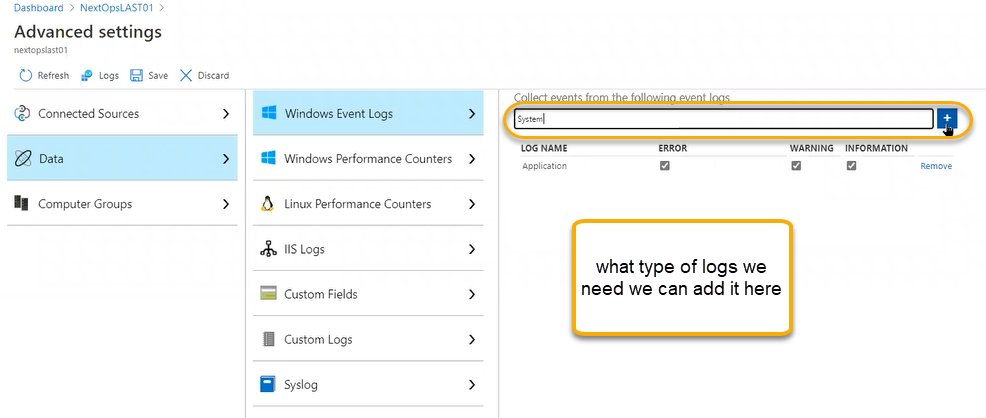 Dashboard > NextOpsLAST01 >
Advanced settings
nextopslast01
Refresh Logs Save Discard
Connected Sources
Data
Computer Groups
Windows Event Logs
Windows Performance Counters
Linux Performance Counters
IIS Logs
Custom Fields
Custom Logs
Syslog
Collect events from the following event logs
System
LOG NAME ERROR WARNING INFORMATION
Application Remove
what type of logs we
need we can add it here